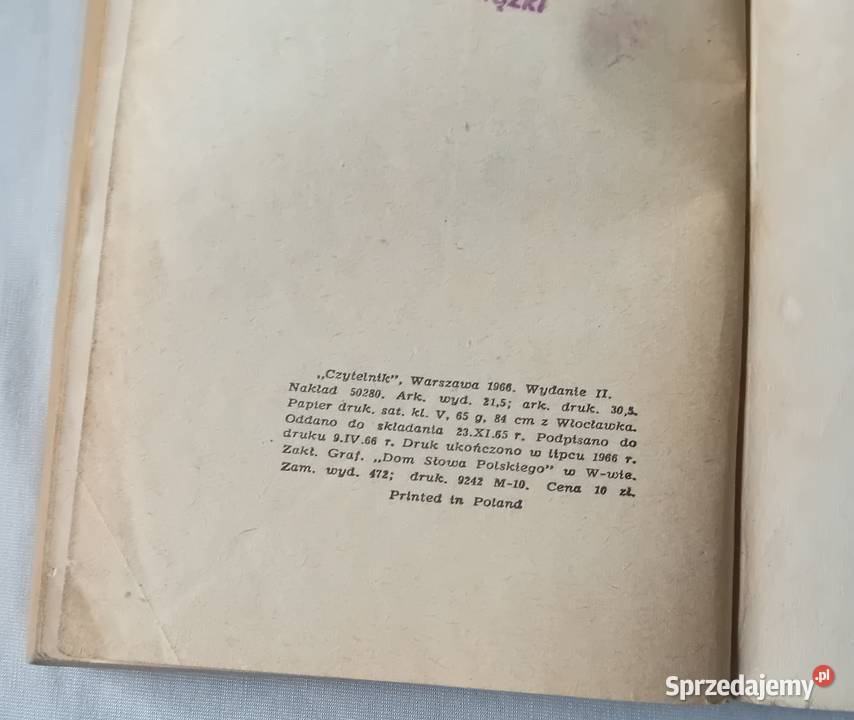 „Czytelnik”, Warszawa 1966. Wydanie II.
Nakład 50280. Ark. wyd. 21,5; ark. druk. 30,5.
Papier druk. sat. kl. V, 65 g, 84 cm z Włocławka.
Oddano do składania 23.XI.65 r. Podpisano do
druku 9.IV.66 r. Druk ukończono w lipcu 1966 r.
Zakł. Graf. „Dom Słowa Polskiego” w W-wie.
Zam. wyd. 472; druk. 9242 M-10. Cena 10 zł.
Printed in Poland
Sprzedajemy.pl